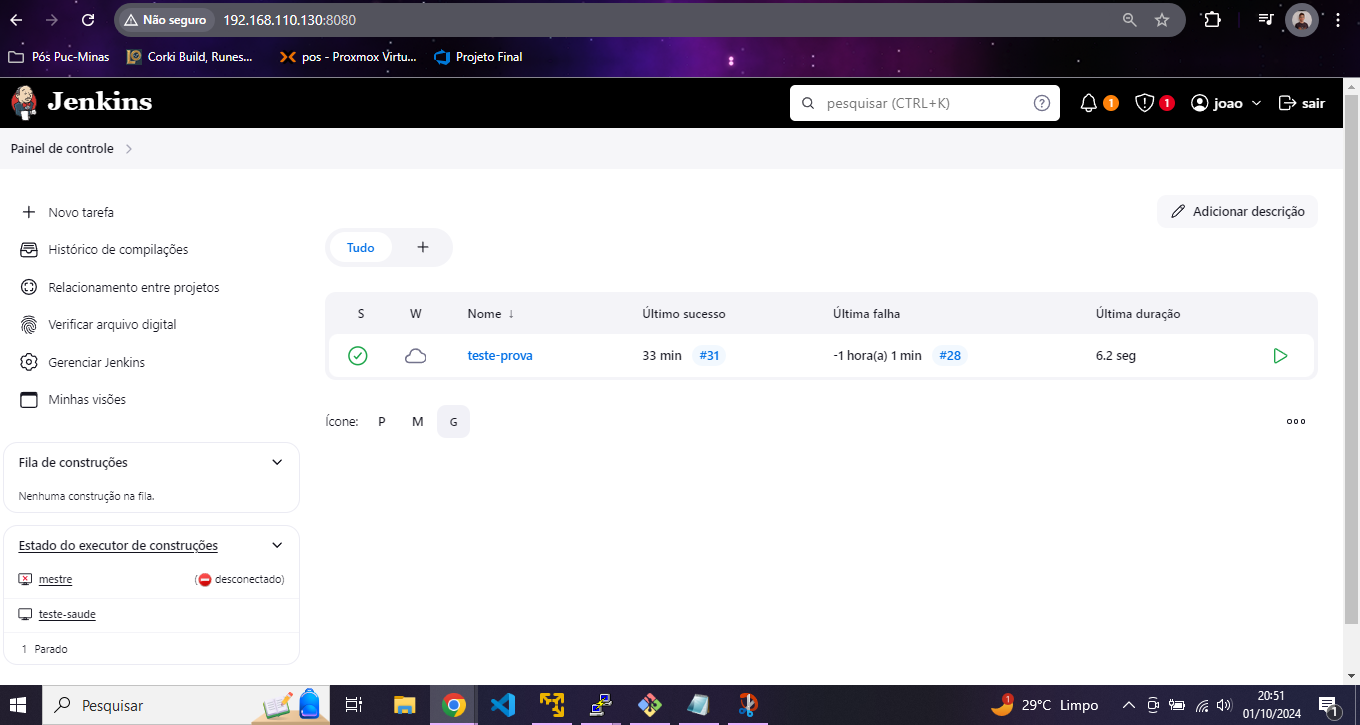 Não seguro 192.168.110.130:8080
Pós Puc-Minas Corki Build, Runes... pos - Proxmox Virtu... Projeto Final
Jenkins pesquisar (CTRL+K) ? 1 1 joao sair
Painel de controle
Novo tarefa
Histórico de compilações
Relacionamento entre projetos
Verificar arquivo digital
Gerenciar Jenkins
Minhas visões
Adicionar descrição
Tudo +
S W Nome ↓ Último sucesso Última falha Última duração
teste-prova 33 min #31 -1 hora(a) 1 min #28 6.2 seg
Ícone: P M G
Fila de construções
Nenhuma construção na fila.
Estado do executor de construções
mestre (desconectado)
teste-saude
1 Parado
Pesquisar
29°C Limpo
20:51
01/10/2024
1